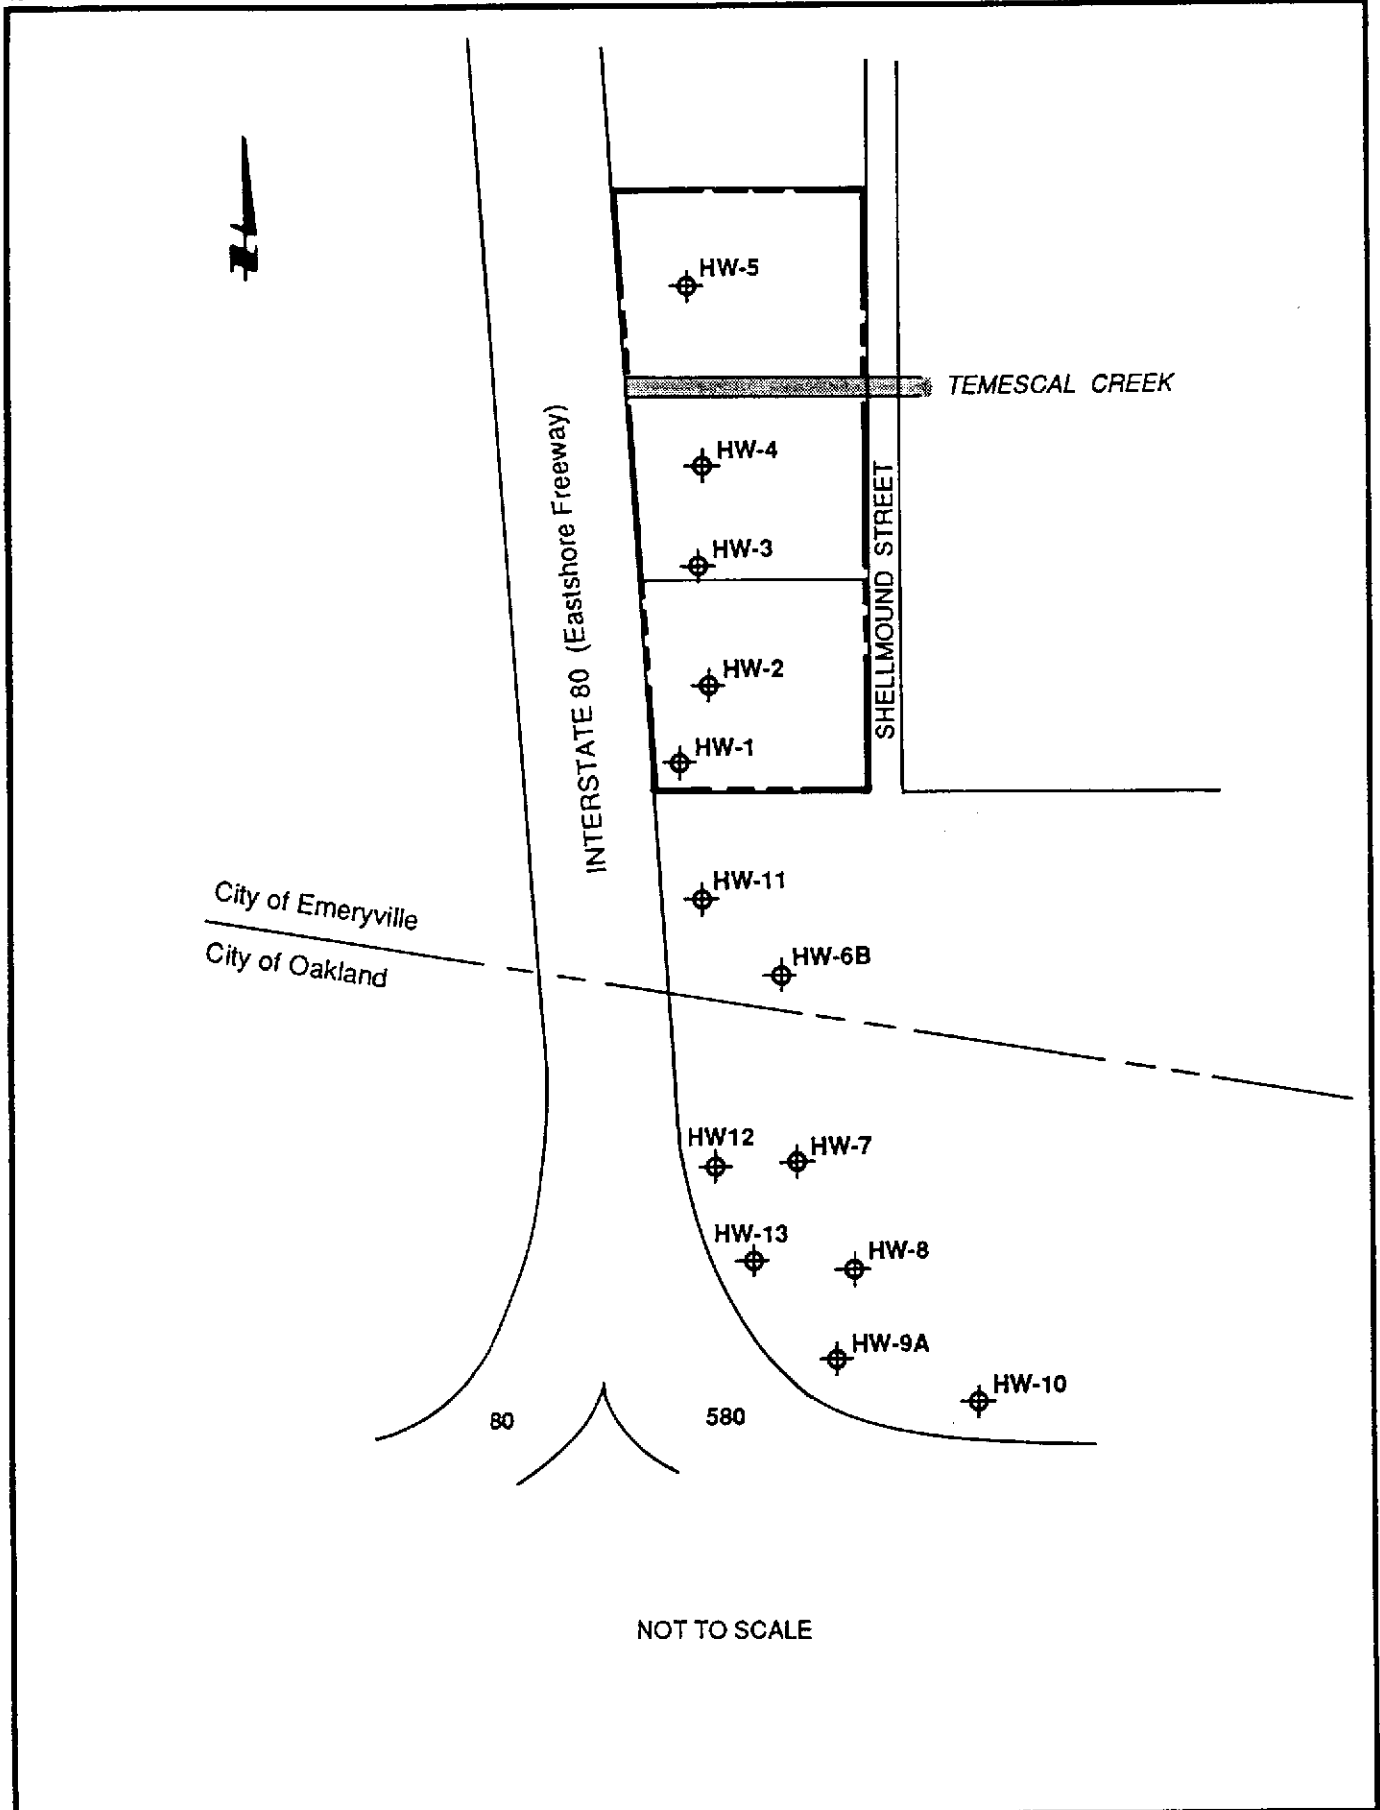 N
HW-5
TEMESCAL CREEK
HW-4
HW-3
INTERSTATE 80 (Eastshore Freeway)
SHELLMOUND STREET
HW-2
HW-1
HW-11
City of Emeryville
City of Oakland
HW-6B
HW12
HW-7
HW-13
HW-8
HW-9A
HW-10
80
580
NOT TO SCALE